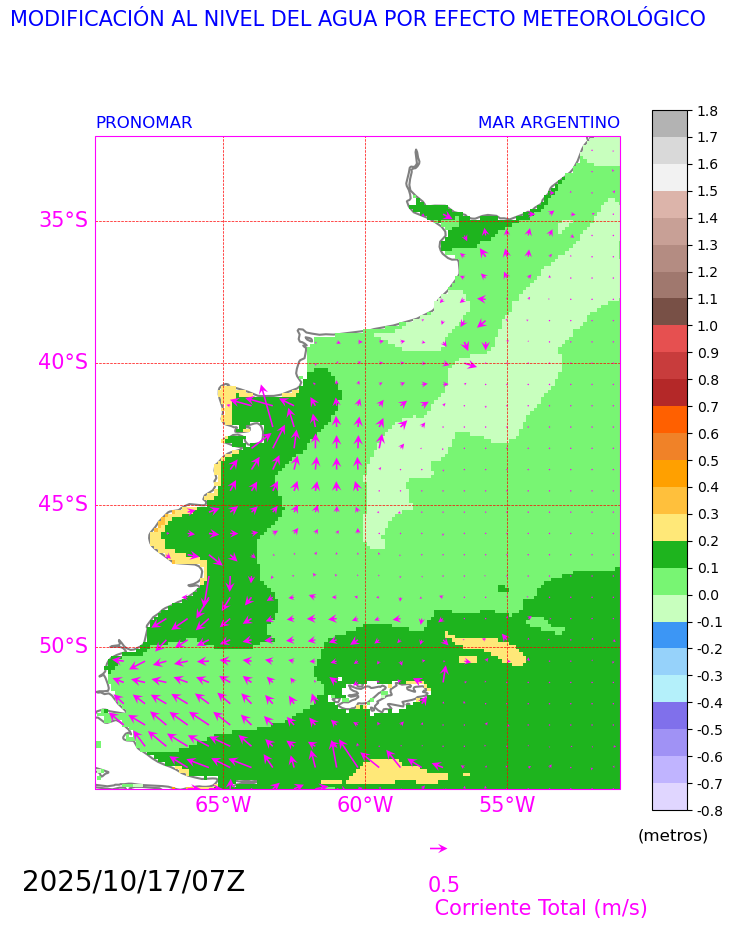 MODIFICACIÓN AL NIVEL DEL AGUA POR EFECTO METEOROLÓGICO
PRONOMAR MAR ARGENTINO
35°S
40°S
45°S
50°S
65°W 60°W 55°W
1.8
1.7
1.6
1.5
1.4
1.3
1.2
1.1
1.0
0.9
0.8
0.7
0.6
0.5
0.4
0.3
0.2
0.1
0.0
-0.1
-0.2
-0.3
-0.4
-0.5
-0.6
-0.7
-0.8
(metros)
2025/10/17/07Z
0.5
Corriente Total (m/s)